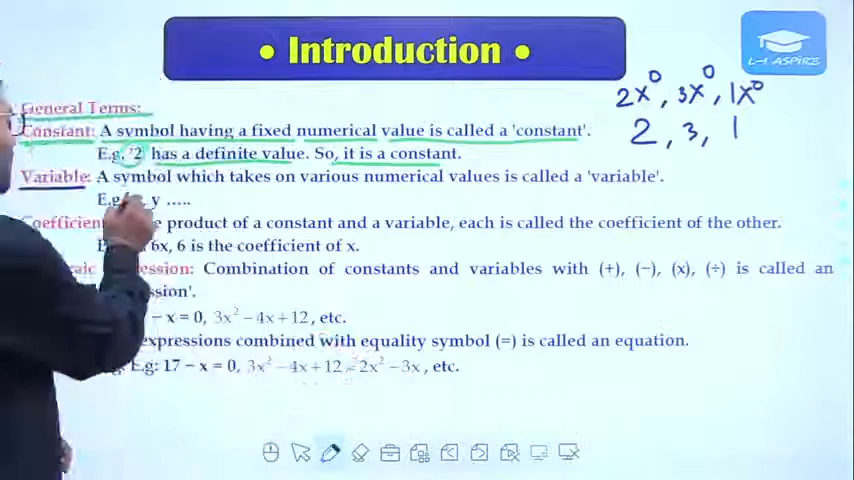 • Introduction •
L-1 ASPIRE
2x⁰, 3x⁰, 1x⁰
2, 3, 1
General Terms:
Constant: A symbol having a fixed numerical value is called a 'constant'.
E.g. '2 has a definite value. So, it is a constant.
Variable: A symbol which takes on various numerical values is called a 'variable'.
E.g. y .....
Coefficient product of a constant and a variable, each is called the coefficient of the other.
6x, 6 is the coefficient of x.
Combination of constants and variables with (+), (−), (x), (÷) is called an
− x = 0, 3x² − 4x + 12, etc.
expressions combined with equality symbol (=) is called an equation.
E.g: 17 − x = 0, 3x² − 4x + 12 = 2x² − 3x, etc.